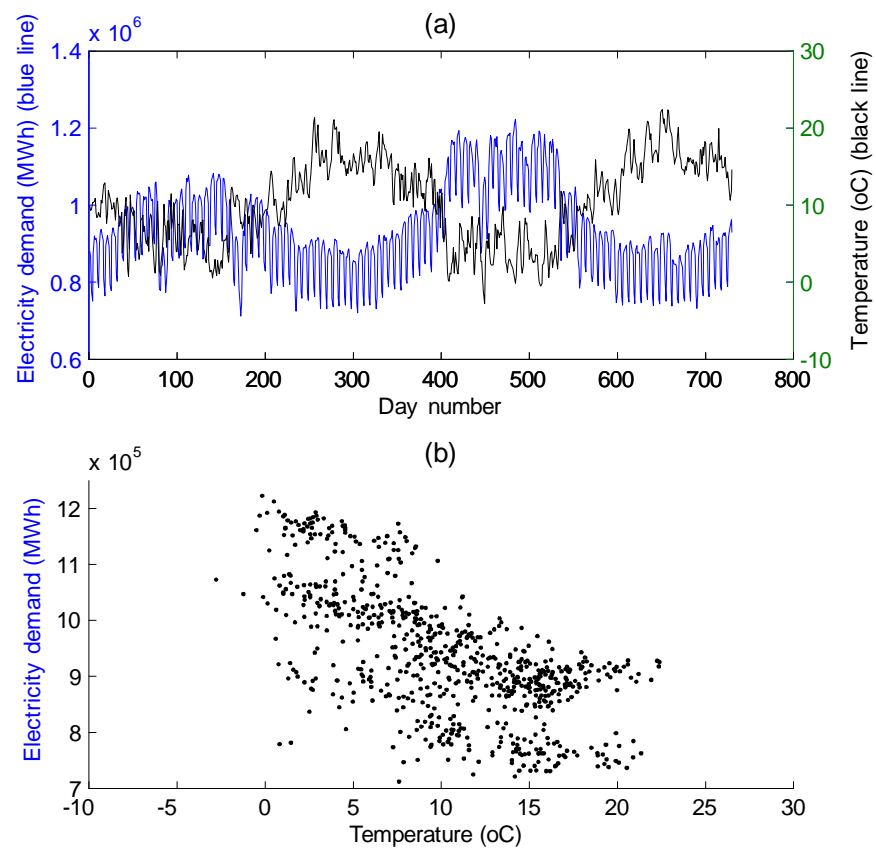 (a)
x 10^6
Electricity demand (MWh) (blue line)
1.4
1.2
1
0.8
0.6
30
20
10
0
-10
Temperature (oC) (black line)
0 100 200 300 400 500 600 700 800
Day number
(b)
x 10^5
Electricity demand (MWh)
12
11
10
9
8
7
-10 -5 0 5 10 15 20 25 30
Temperature (oC)